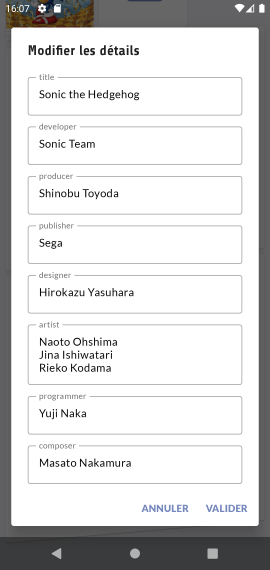 16:07
Modifier les détails
title
Sonic the Hedgehog
developer
Sonic Team
producer
Shinobu Toyoda
publisher
Sega
designer
Hirokazu Yasuhara
artist
Naoto Ohshima
Jina Ishiwatari
Rieko Kodama
programmer
Yuji Naka
composer
Masato Nakamura
ANNULER VALIDER